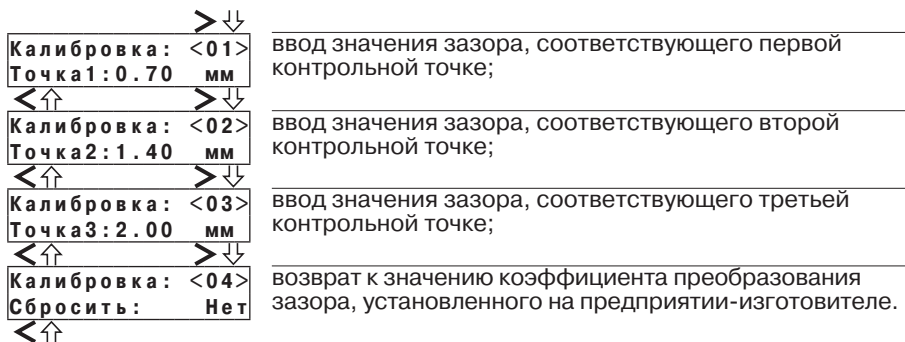 > ⇩
Калибровка: <01>
Точка1:0.70 мм
ввод значения зазора, соответствующего первой
контрольной точке;
< ⇧ > ⇩
Калибровка: <02>
Точка2:1.40 мм
ввод значения зазора, соответствующего второй
контрольной точке;
< ⇧ > ⇩
Калибровка: <03>
Точка3:2.00 мм
ввод значения зазора, соответствующего третьей
контрольной точке;
< ⇧ > ⇩
Калибровка: <04>
Сбросить: Нет
возврат к значению коэффициента преобразования
зазора, установленного на предприятии-изготовителе.
< ⇧